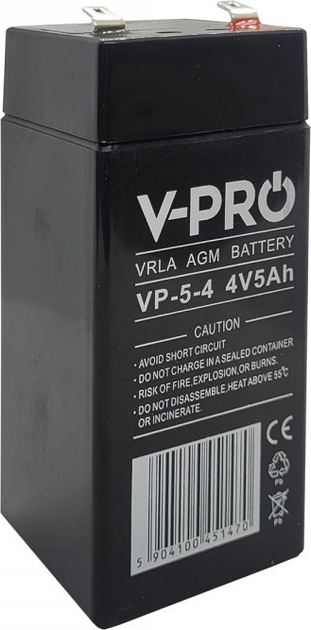 V-PRO
VRLA AGM BATTERY
VP-5-4 4V5Ah
CAUTION
• AVOID SHORT CIRCUIT
• DO NOT CHARGE IN A SEALED CONTAINER
• RISK OF FIRE, EXPLOSION, OR BURNS.
• DO NOT DISASSEMBLE, HEAT ABOVE 55℃
OR INCINERATE.
CE
Pb
5 904100 451470